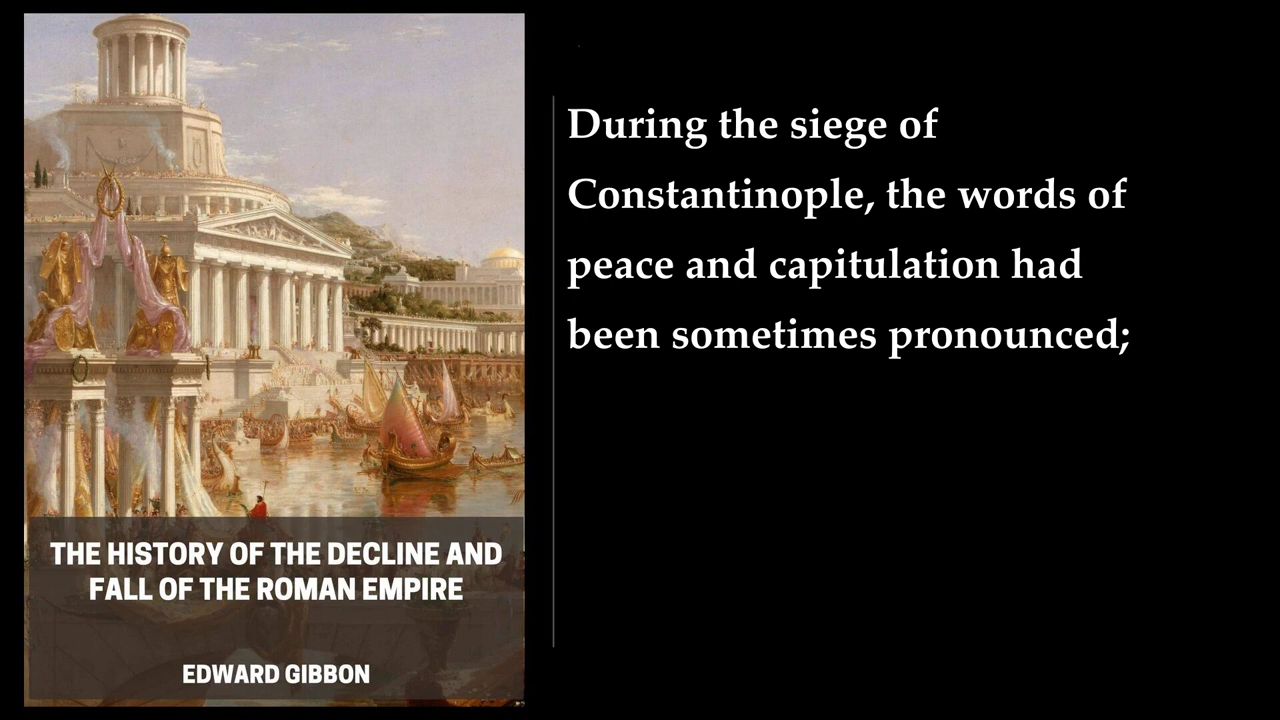 THE HISTORY OF THE DECLINE AND
FALL OF THE ROMAN EMPIRE
EDWARD GIBBON
During the siege of
Constantinople, the words of
peace and capitulation had
been sometimes pronounced;